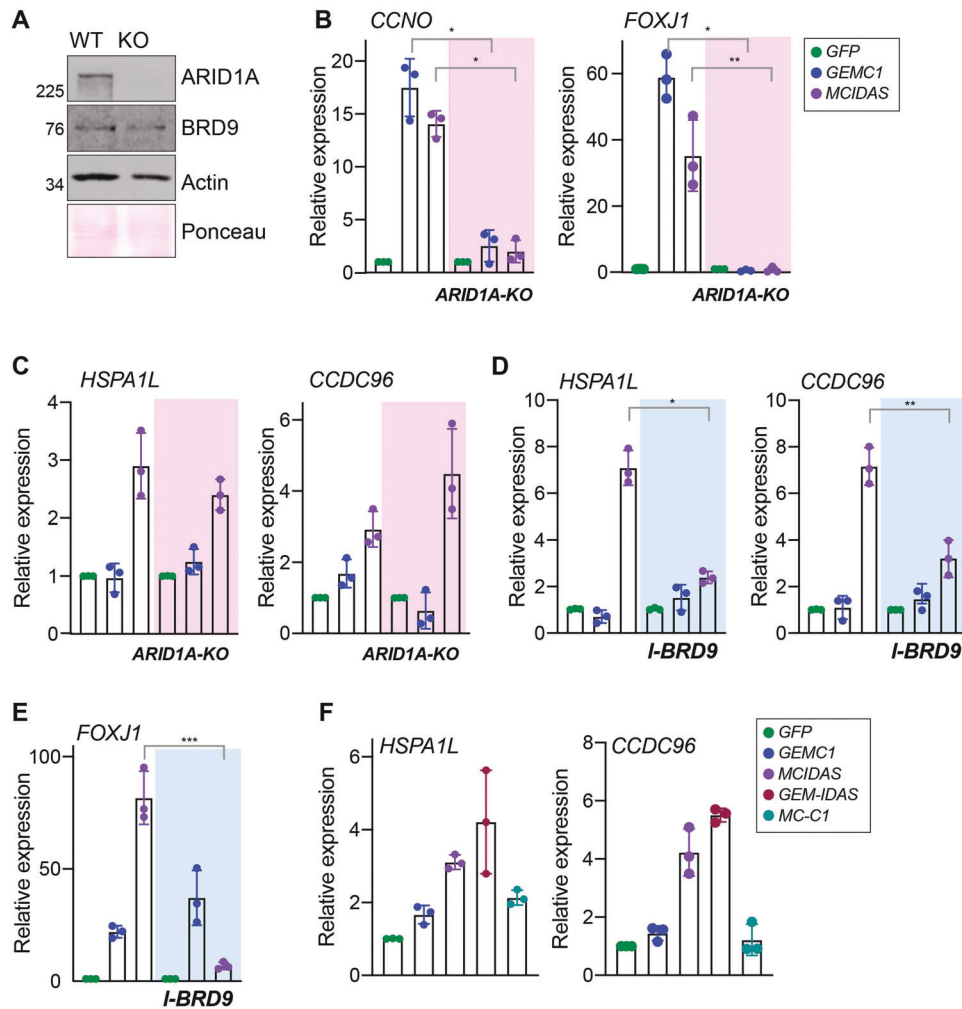 A
WT KO
225
ARID1A
76
BRD9
34
Actin
Ponceau
B
CCNO
*
*
Relative expression
20
15
10
5
0
ARID1A-KO
FOXJ1
*
**
Relative expression
60
40
20
0
ARID1A-KO
GFP
GEMC1
MCIDAS
C
HSPA1L
Relative expression
4
3
2
1
0
ARID1A-KO
CCDC96
Relative expression
6
4
2
0
ARID1A-KO
D
HSPA1L
*
Relative expression
10
8
6
4
2
0
I-BRD9
CCDC96
**
Relative expression
10
8
6
4
2
0
I-BRD9
E
FOXJ1
***
Relative expression
100
50
0
I-BRD9
F
HSPA1L
Relative expression
6
4
2
0
CCDC96
Relative expression
8
6
4
2
0
GFP
GEMC1
MCIDAS
GEM-IDAS
MC-C1